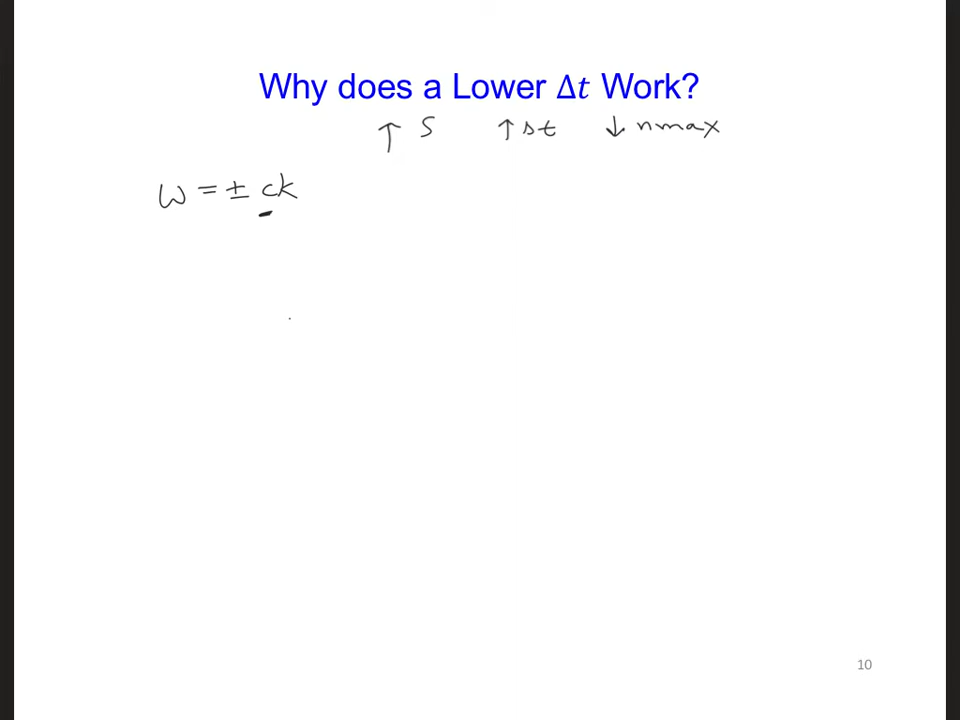 Why does a Lower Δt Work?
↑ S ↑ Δt ↓ nmax
ω = ± ck
10